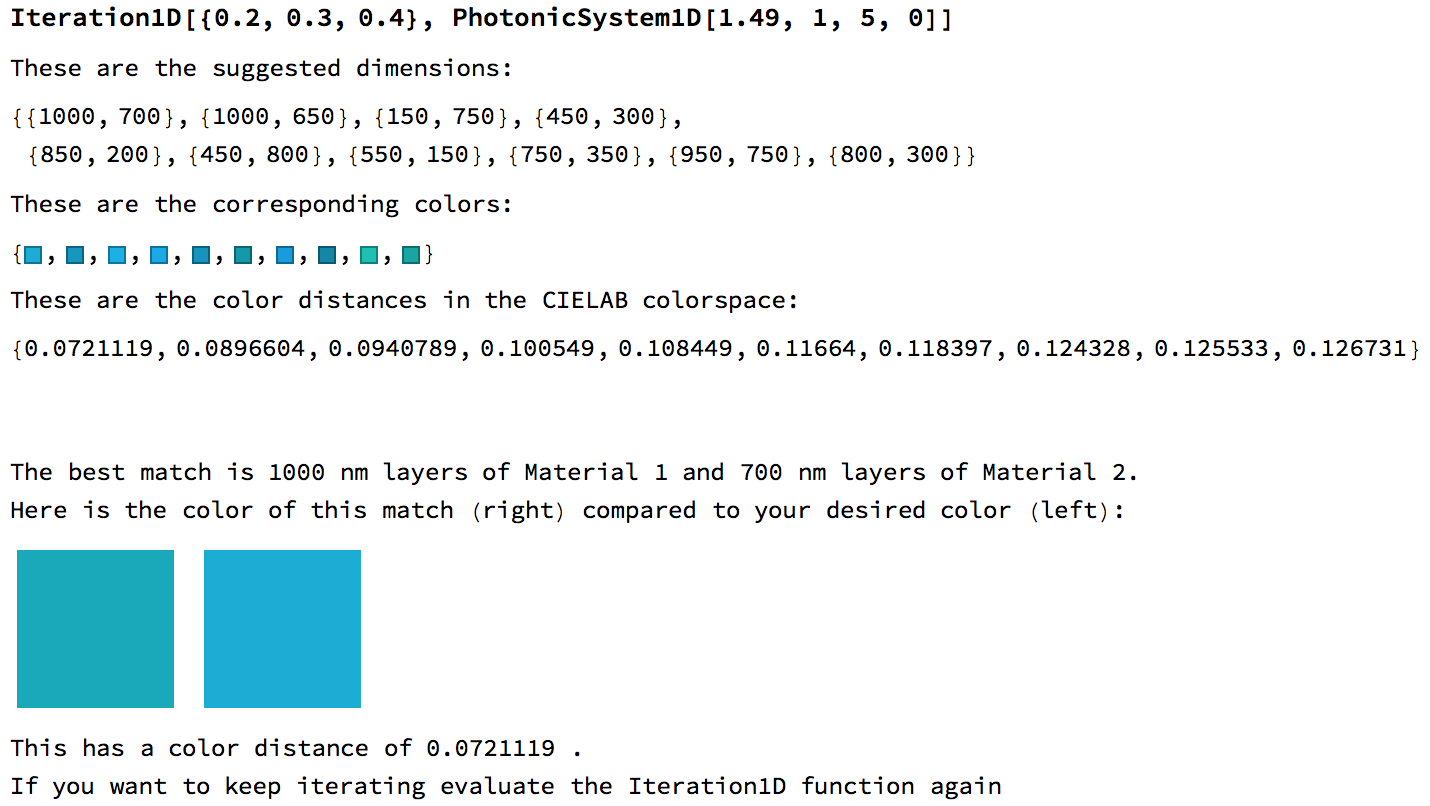 Iteration1D[{0.2, 0.3, 0.4}, PhotonicSystem1D[1.49, 1, 5, 0]]
These are the suggested dimensions:
{{1000, 700}, {1000, 650}, {150, 750}, {450, 300},
{850, 200}, {450, 800}, {550, 150}, {750, 350}, {950, 750}, {800, 300}}
These are the corresponding colors:
{ , , , , , , , , , }
These are the color distances in the CIELAB colorspace:
{0.0721119, 0.0896604, 0.0940789, 0.100549, 0.108449, 0.11664, 0.118397, 0.124328, 0.125533, 0.126731}
The best match is 1000 nm layers of Material 1 and 700 nm layers of Material 2.
Here is the color of this match (right) compared to your desired color (left):
This has a color distance of 0.0721119 .
If you want to keep iterating evaluate the Iteration1D function again